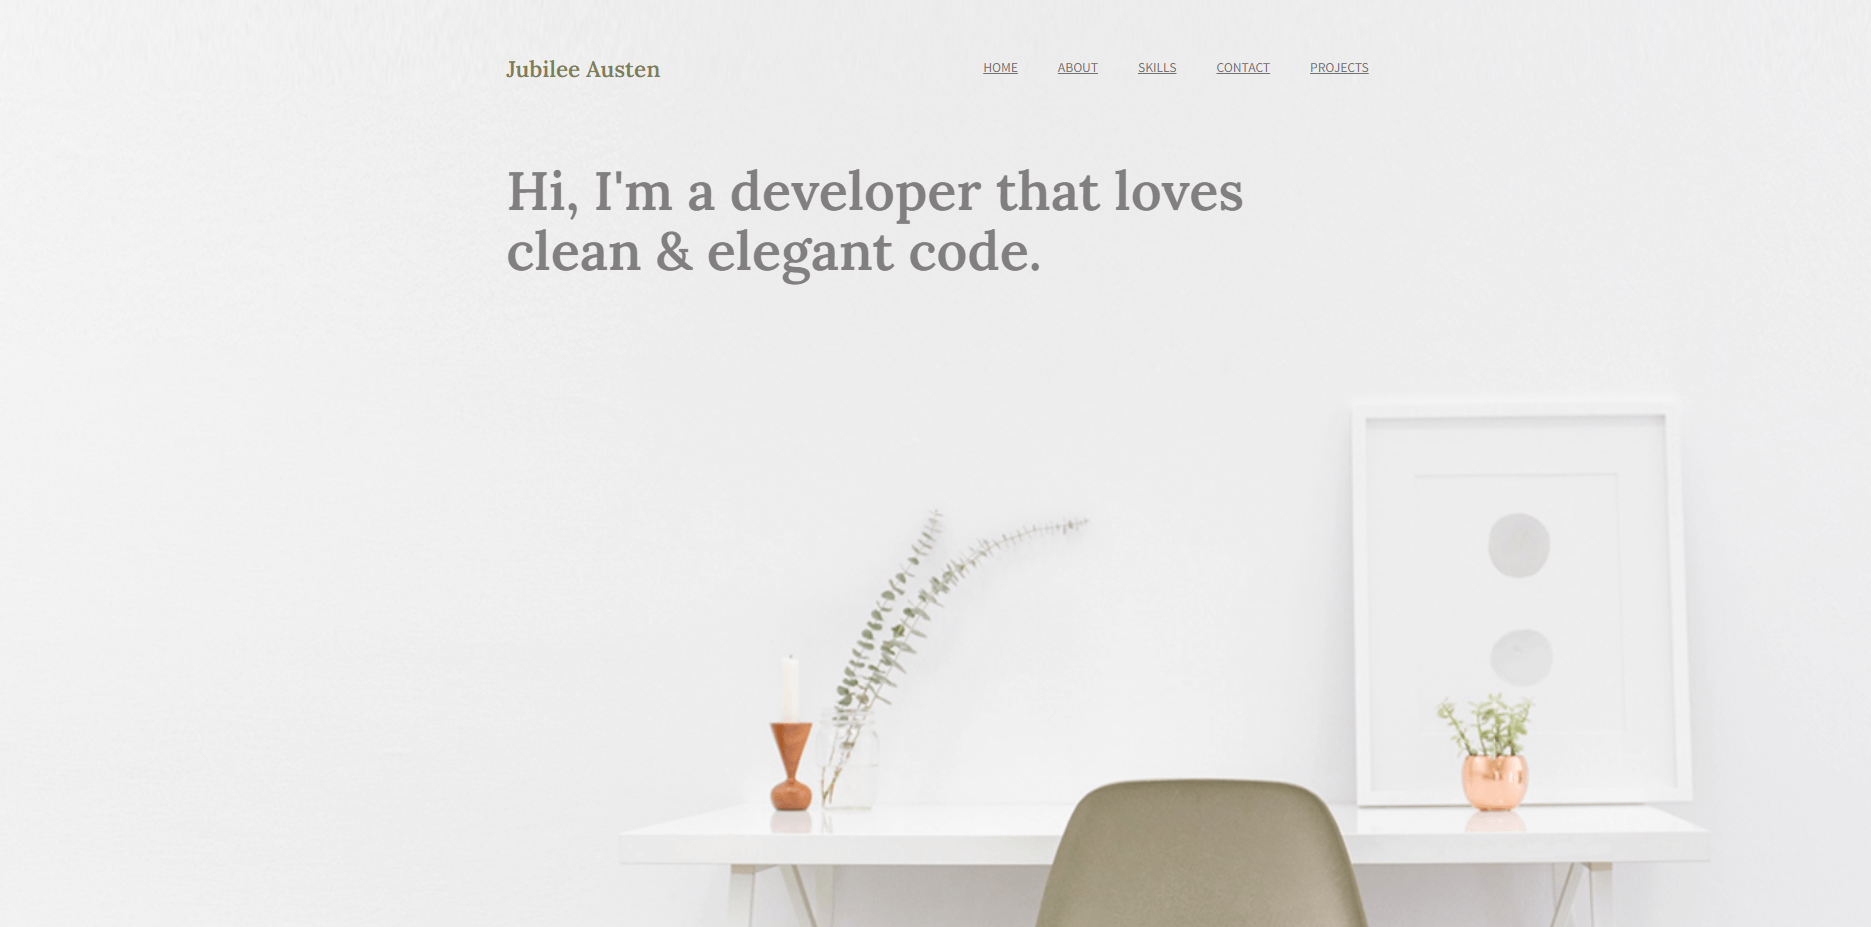 Jubilee Austen
HOME ABOUT SKILLS CONTACT PROJECTS
Hi, I'm a developer that loves
clean & elegant code.